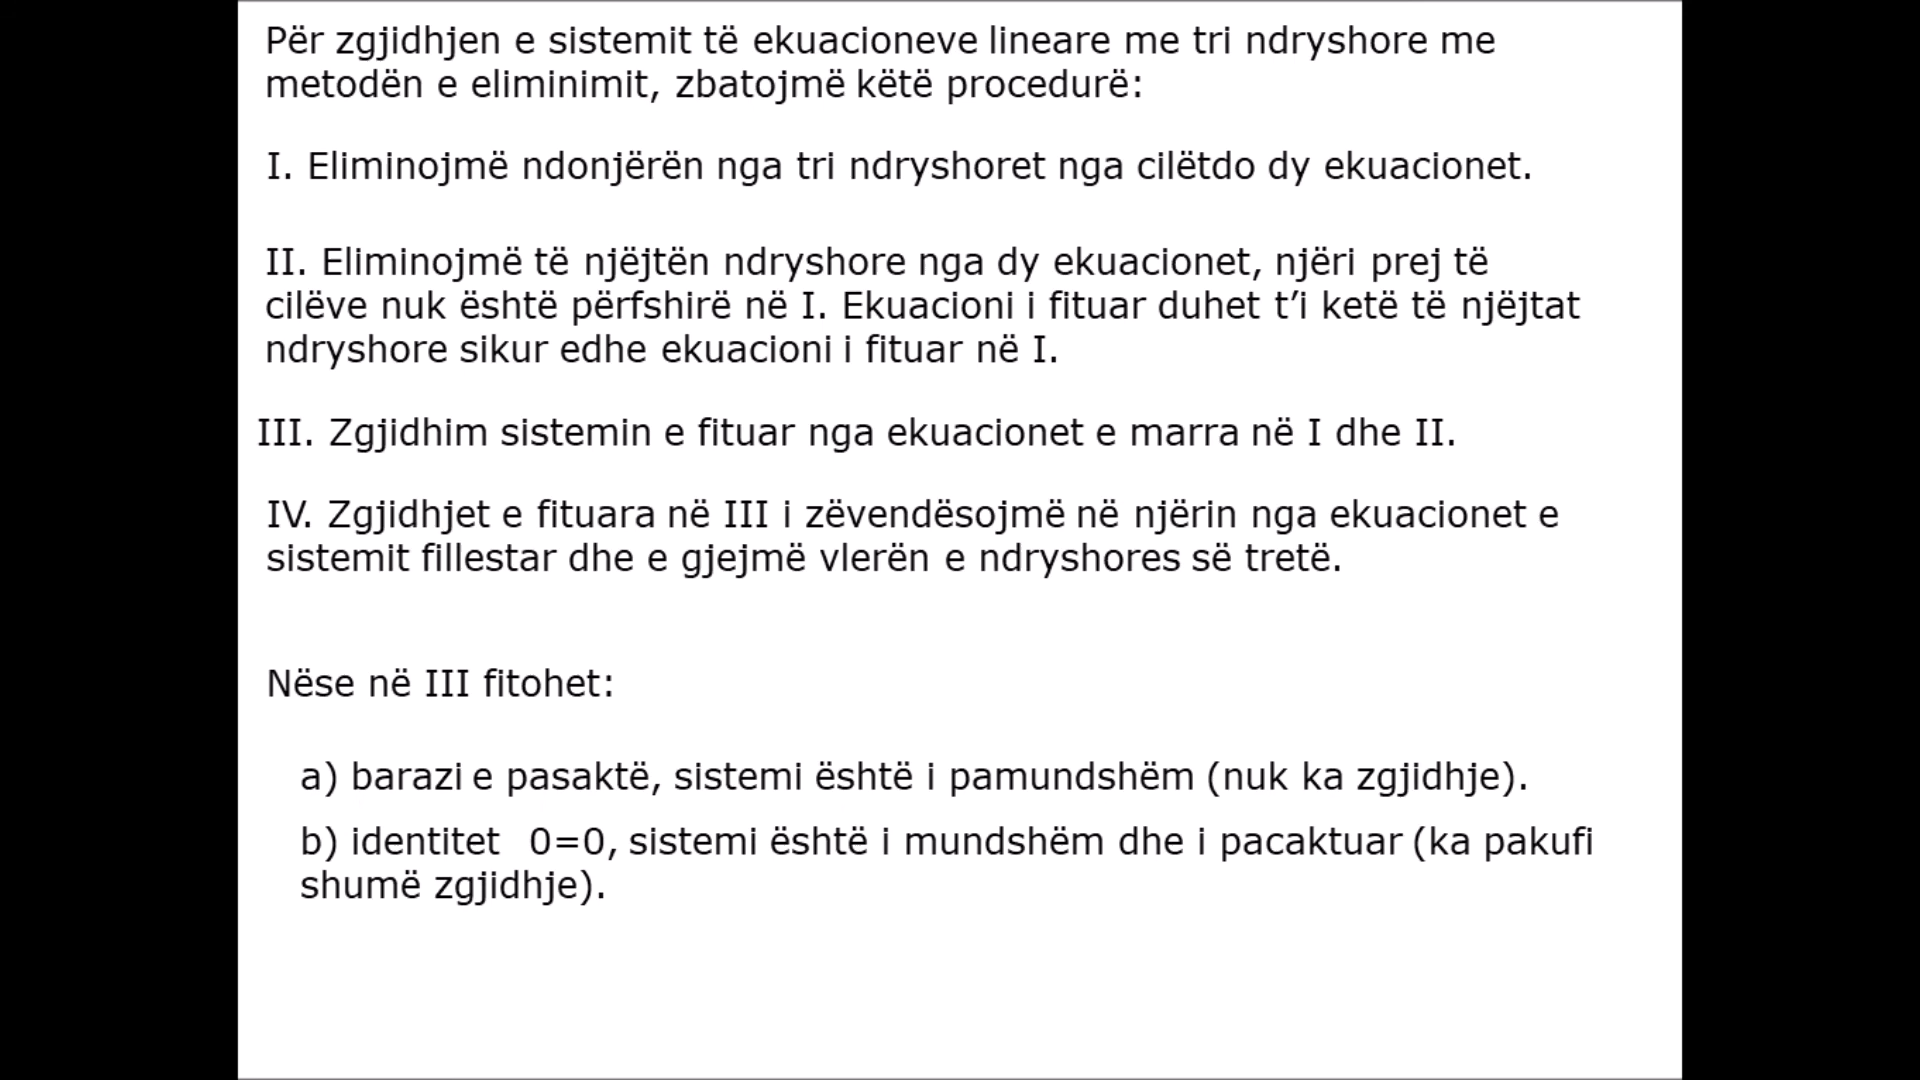 Për zgjidhjen e sistemit të ekuacioneve lineare me tri ndryshore me
metodën e eliminimit, zbatojmë këtë procedurë:
I. Eliminojmë ndonjërën nga tri ndryshoret nga cilëtdo dy ekuacionet.
II. Eliminojmë të njëjtën ndryshore nga dy ekuacionet, njëri prej të
cilëve nuk është përfshirë në I. Ekuacioni i fituar duhet t’i ketë të njëjtat
ndryshore sikur edhe ekuacioni i fituar në I.
III. Zgjidhim sistemin e fituar nga ekuacionet e marra në I dhe II.
IV. Zgjidhjet e fituara në III i zëvendësojmë në njërin nga ekuacionet e
sistemit fillestar dhe e gjejmë vlerën e ndryshores së tretë.
Nëse në III fitohet:
a) barazi e pasaktë, sistemi është i pamundshëm (nuk ka zgjidhje).
b) identitet 0=0, sistemi është i mundshëm dhe i pacaktuar (ka pakufi
shumë zgjidhje).